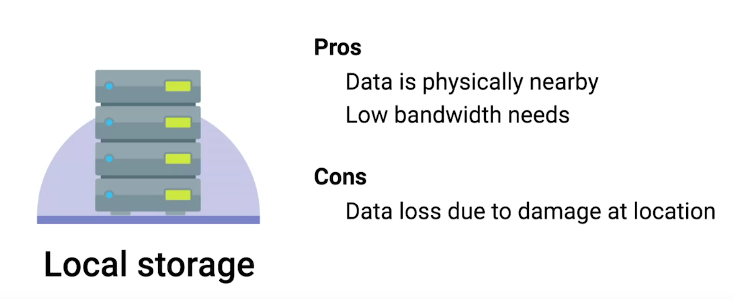 Pros
Data is physically nearby
Low bandwidth needs
Cons
Data loss due to damage at location
Local storage